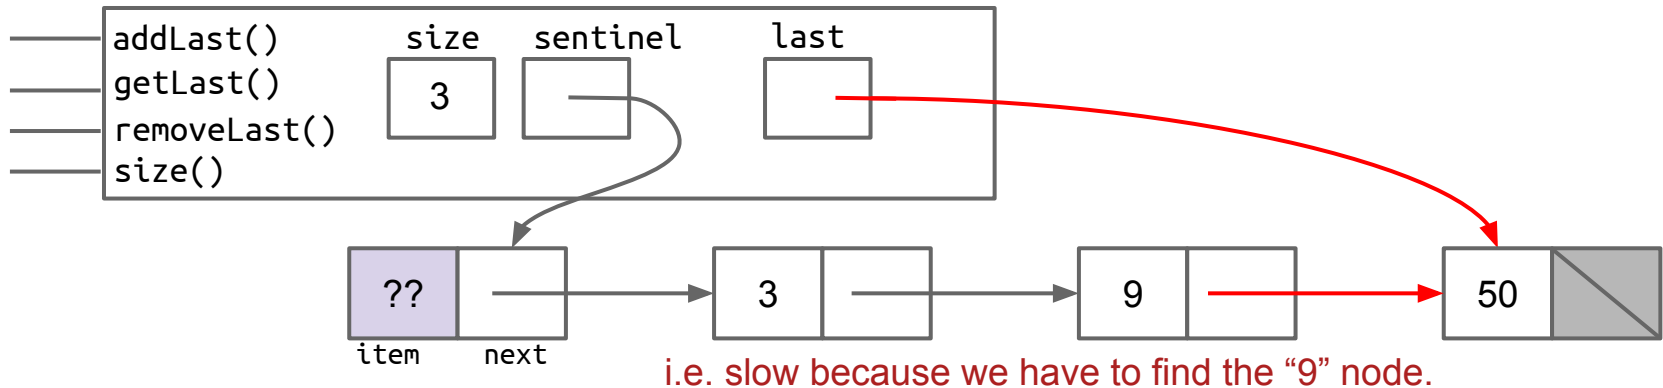 addLast()
getLast()
removeLast()
size()
size
3
sentinel
last
??
item
next
3
9
50
i.e. slow because we have to find the “9” node.